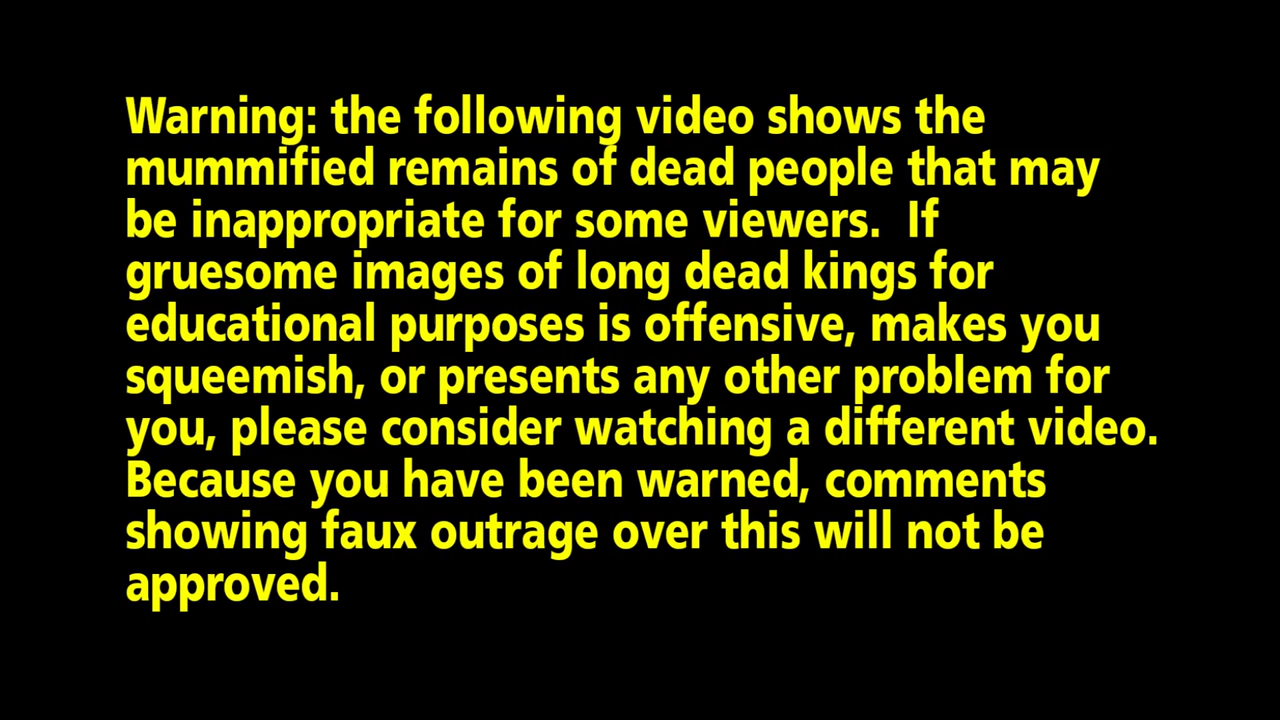 Warning: the following video shows the
mummified remains of dead people that may
be inappropriate for some viewers.  If
gruesome images of long dead kings for
educational purposes is offensive, makes you
squeemish, or presents any other problem for
you, please consider watching a different video.
Because you have been warned, comments
showing faux outrage over this will not be
approved.